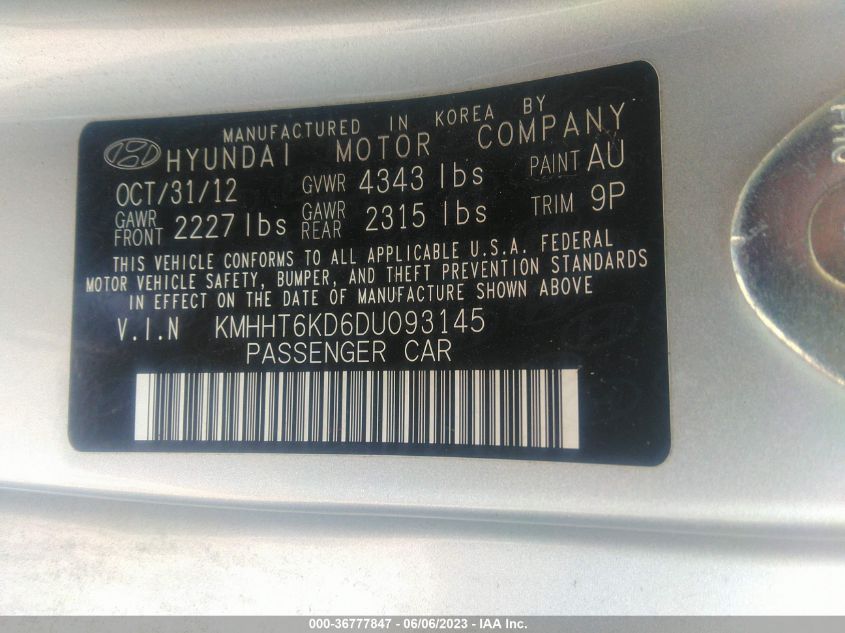 MANUFACTURED IN KOREA BY
HYUNDAI MOTOR COMPANY
OCT/31/12 GVWR 4343 lbs PAINT AU
GAWR FRONT 2227 lbs GAWR REAR 2315 lbs TRIM 9P
THIS VEHICLE CONFORMS TO ALL APPLICABLE U.S.A. FEDERAL
MOTOR VEHICLE SAFETY, BUMPER, AND THEFT PREVENTION STANDARDS
IN EFFECT ON THE DATE OF MANUFACTURE SHOWN ABOVE
V.I.N KMHHT6KD6DU093145
PASSENGER CAR
000-36777847 - 06/06/2023 - IAA Inc.